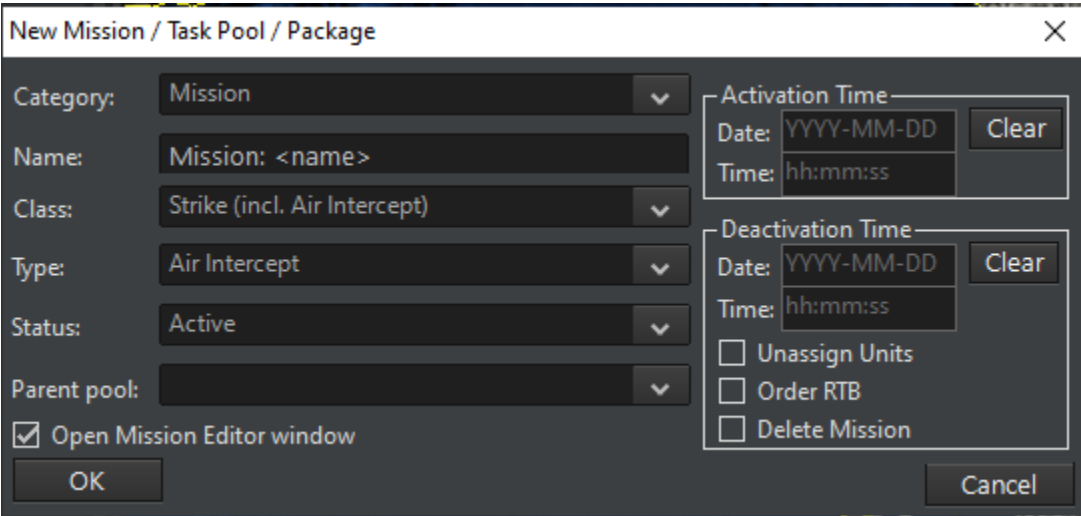 New Mission / Task Pool / Package
Category:
Mission
Name:
Mission: <name>
Class:
Strike (incl. Air Intercept)
Type:
Air Intercept
Status:
Active
Parent pool:
Open Mission Editor window
OK
Activation Time
Date: YYYY-MM-DD Clear
Time: hh:mm:ss
Deactivation Time
Date: YYYY-MM-DD Clear
Time: hh:mm:ss
Unassign Units
Order RTB
Delete Mission
Cancel